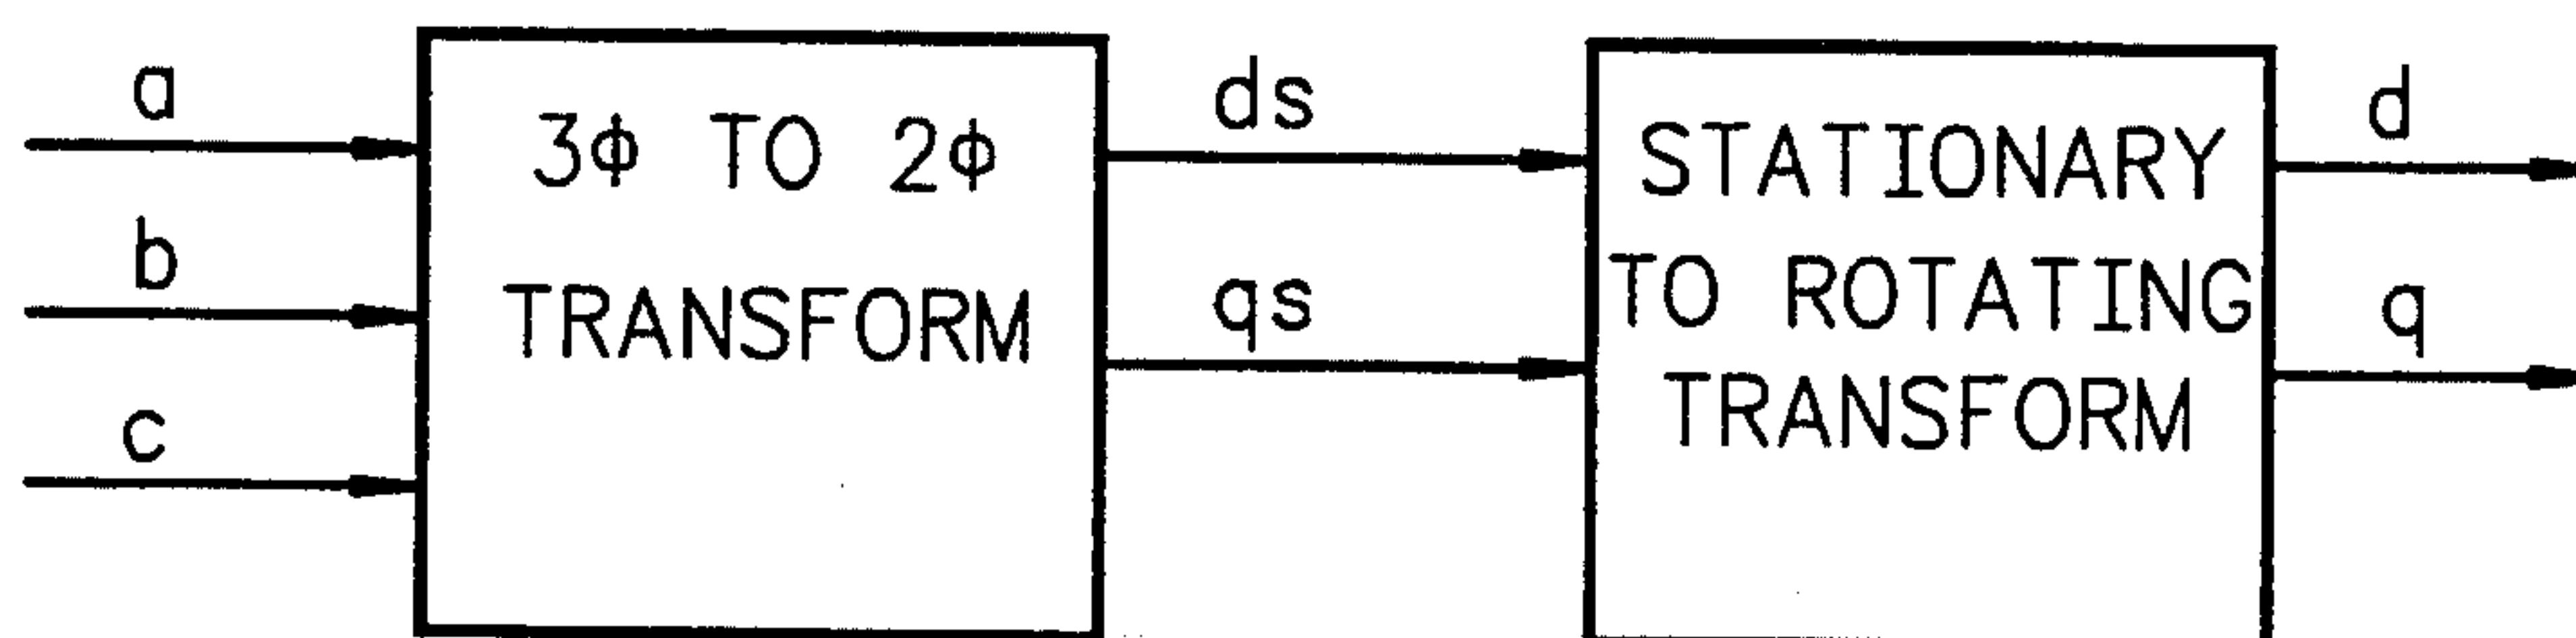 a
b
c
3Φ TO 2Φ
TRANSFORM
ds
qs
STATIONARY
TO ROTATING
TRANSFORM
d
q